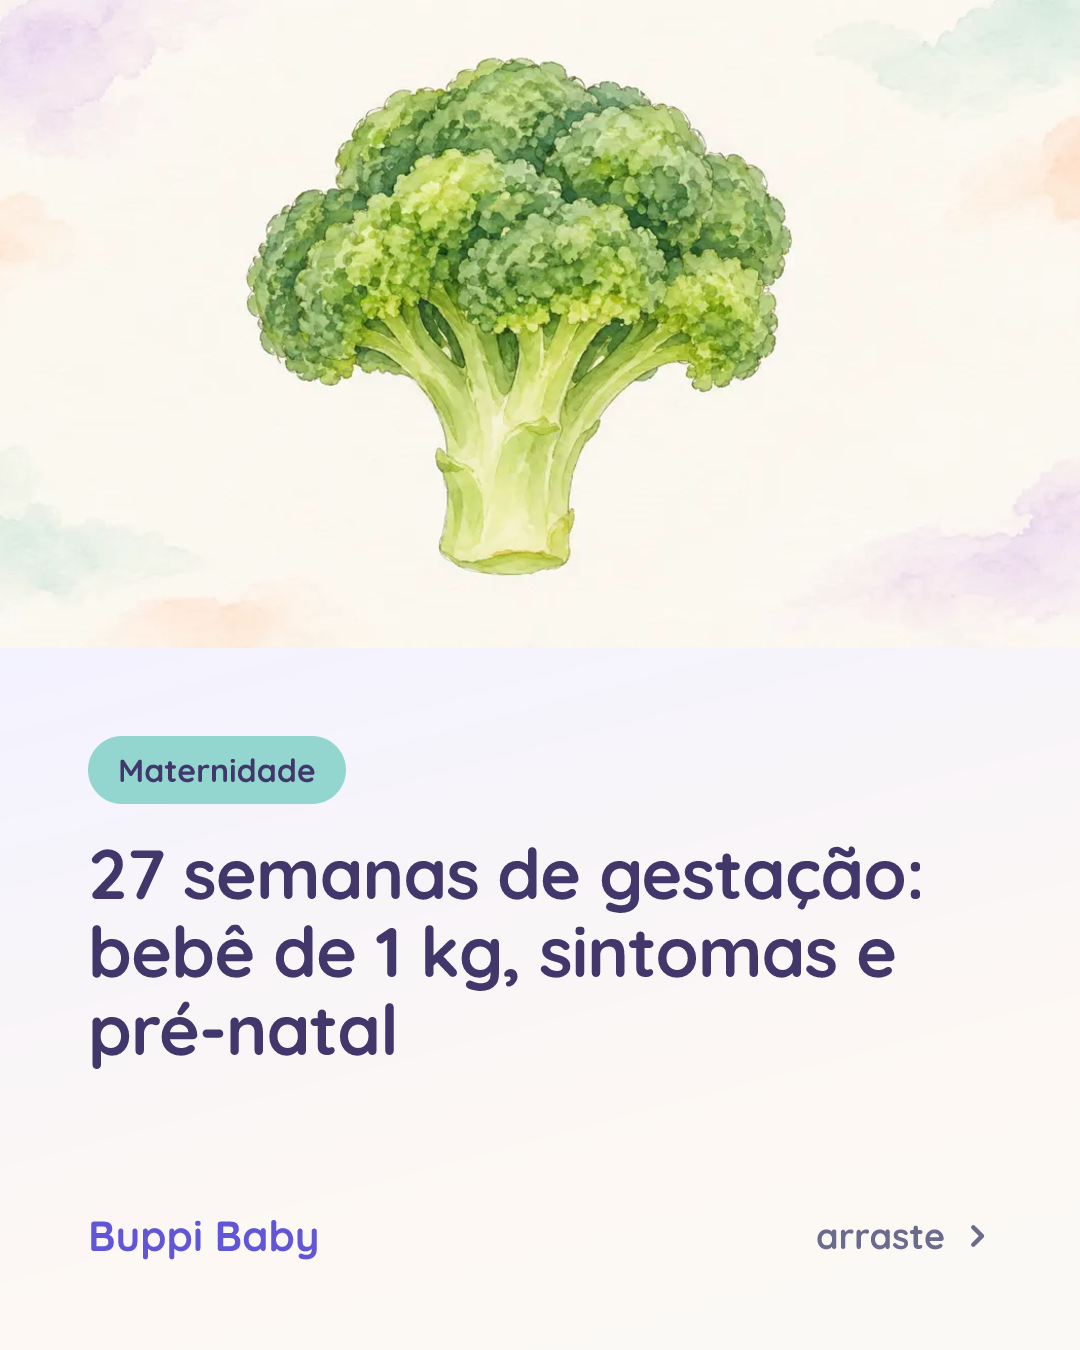 Maternidade
27 semanas de gestação:
bebê de 1 kg, sintomas e
pré-natal
Buppi Baby
arraste >